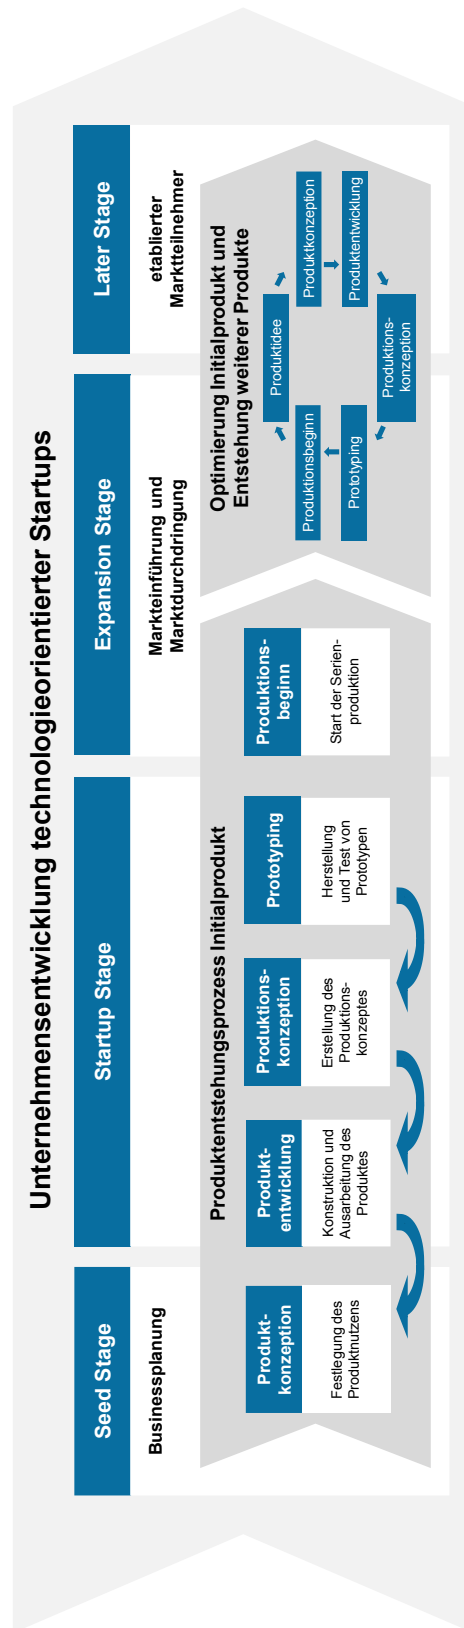 Unternehmensentwicklung technologieorientierter Startups
Seed Stage
Startup Stage
Expansion Stage
Later Stage
Businessplanung
Markteinführung und
Marktdurchdringung
etablierter
Marktteilnehmer
Produktentstehungsprozess Initialprodukt
Produkt-
konzeption
Festlegung des
Produktnutzens
Produkt-
entwicklung
Konstruktion und
Ausarbeitung des
Produktes
Produktions-
konzeption
Erstellung des
Produktions-
konzeptes
Prototyping
Herstellung
und Test von
Prototypen
Produktions-
beginn
Start der Serien-
produktion
Optimierung Initialprodukt und
Entstehung weiterer Produkte
Produktidee
Produktkonzeption
Produktentwicklung
Produktions-
konzeption
Prototyping
Produktionsbeginn